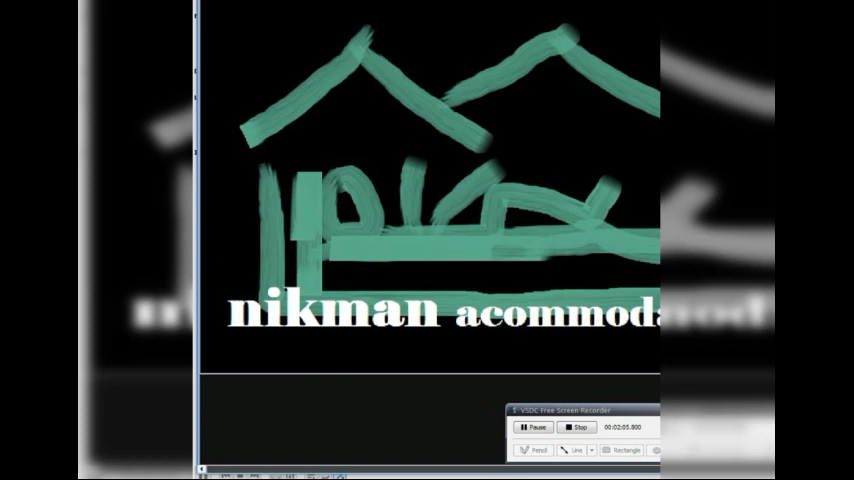 nikman acommoda
VSDC Free Screen Recorder
Pause Stop 00:02:05.800
Pencil Line Rectangle